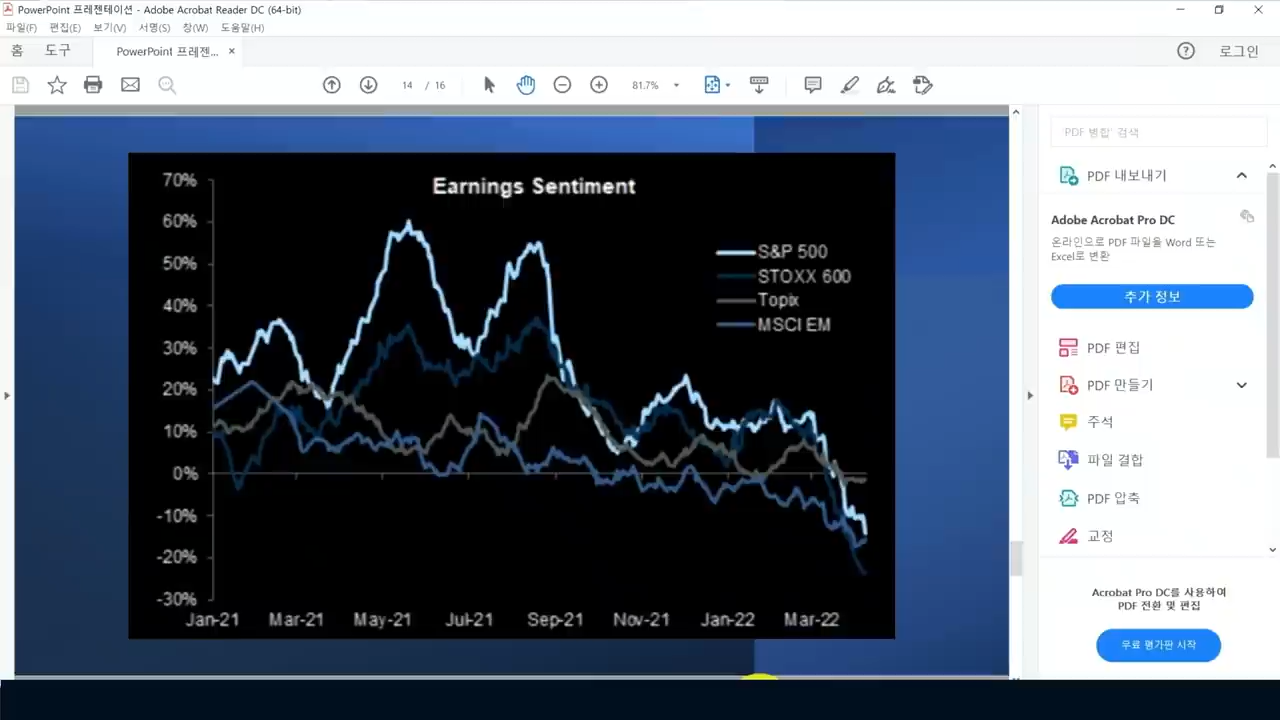 PowerPoint 프레젠테이션 - Adobe Acrobat Reader DC (64-bit)
파일(F) 편집(E) 보기(V) 서명(S) 창(W) 도움말(H)
홈 도구 PowerPoint 프레젠... × 로그인
14 / 16 81.7%
Earnings Sentiment
70%
60%
50%
40%
30%
20%
10%
0%
-10%
-20%
-30%
S&P 500
STOXX 600
Topix
MSCI EM
Jan-21 Mar-21 May-21 Jul-21 Sep-21 Nov-21 Jan-22 Mar-22
'PDF 병합' 검색
PDF 내보내기
Adobe Acrobat Pro DC
온라인으로 PDF 파일을 Word 또는
Excel로 변환
추가 정보
PDF 편집
PDF 만들기
주석
파일 결합
PDF 압축
교정
Acrobat Pro DC를 사용하여
PDF 전환 및 편집
무료 평가판 시작